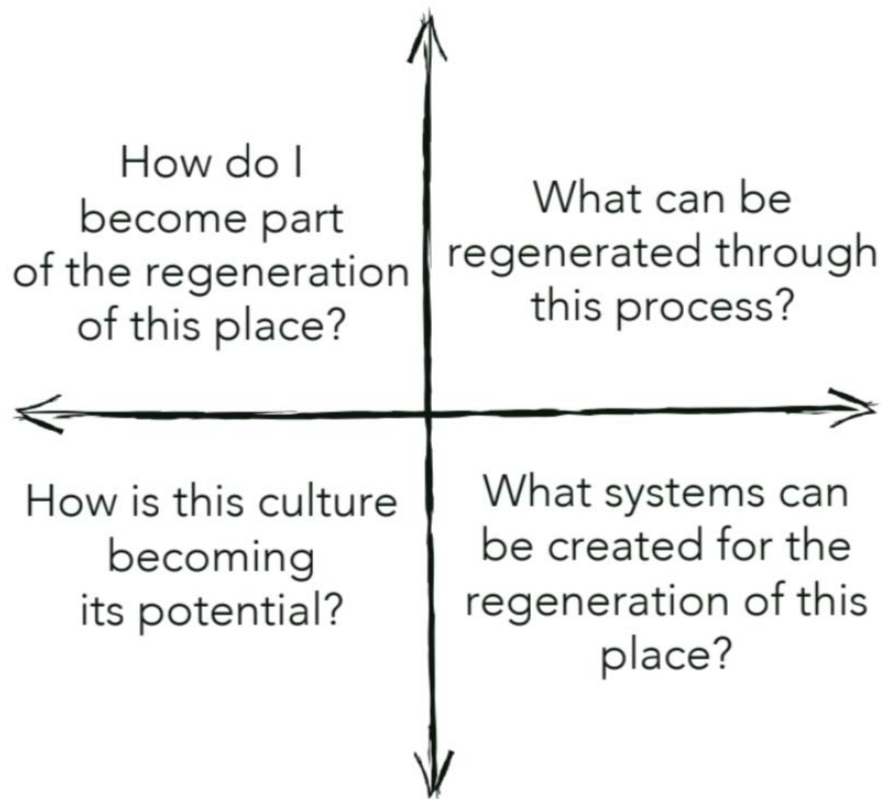 How do I
become part
of the regeneration
of this place?
What can be
regenerated through
this process?
How is this culture
becoming
its potential?
What systems can
be created for the
regeneration of this
place?